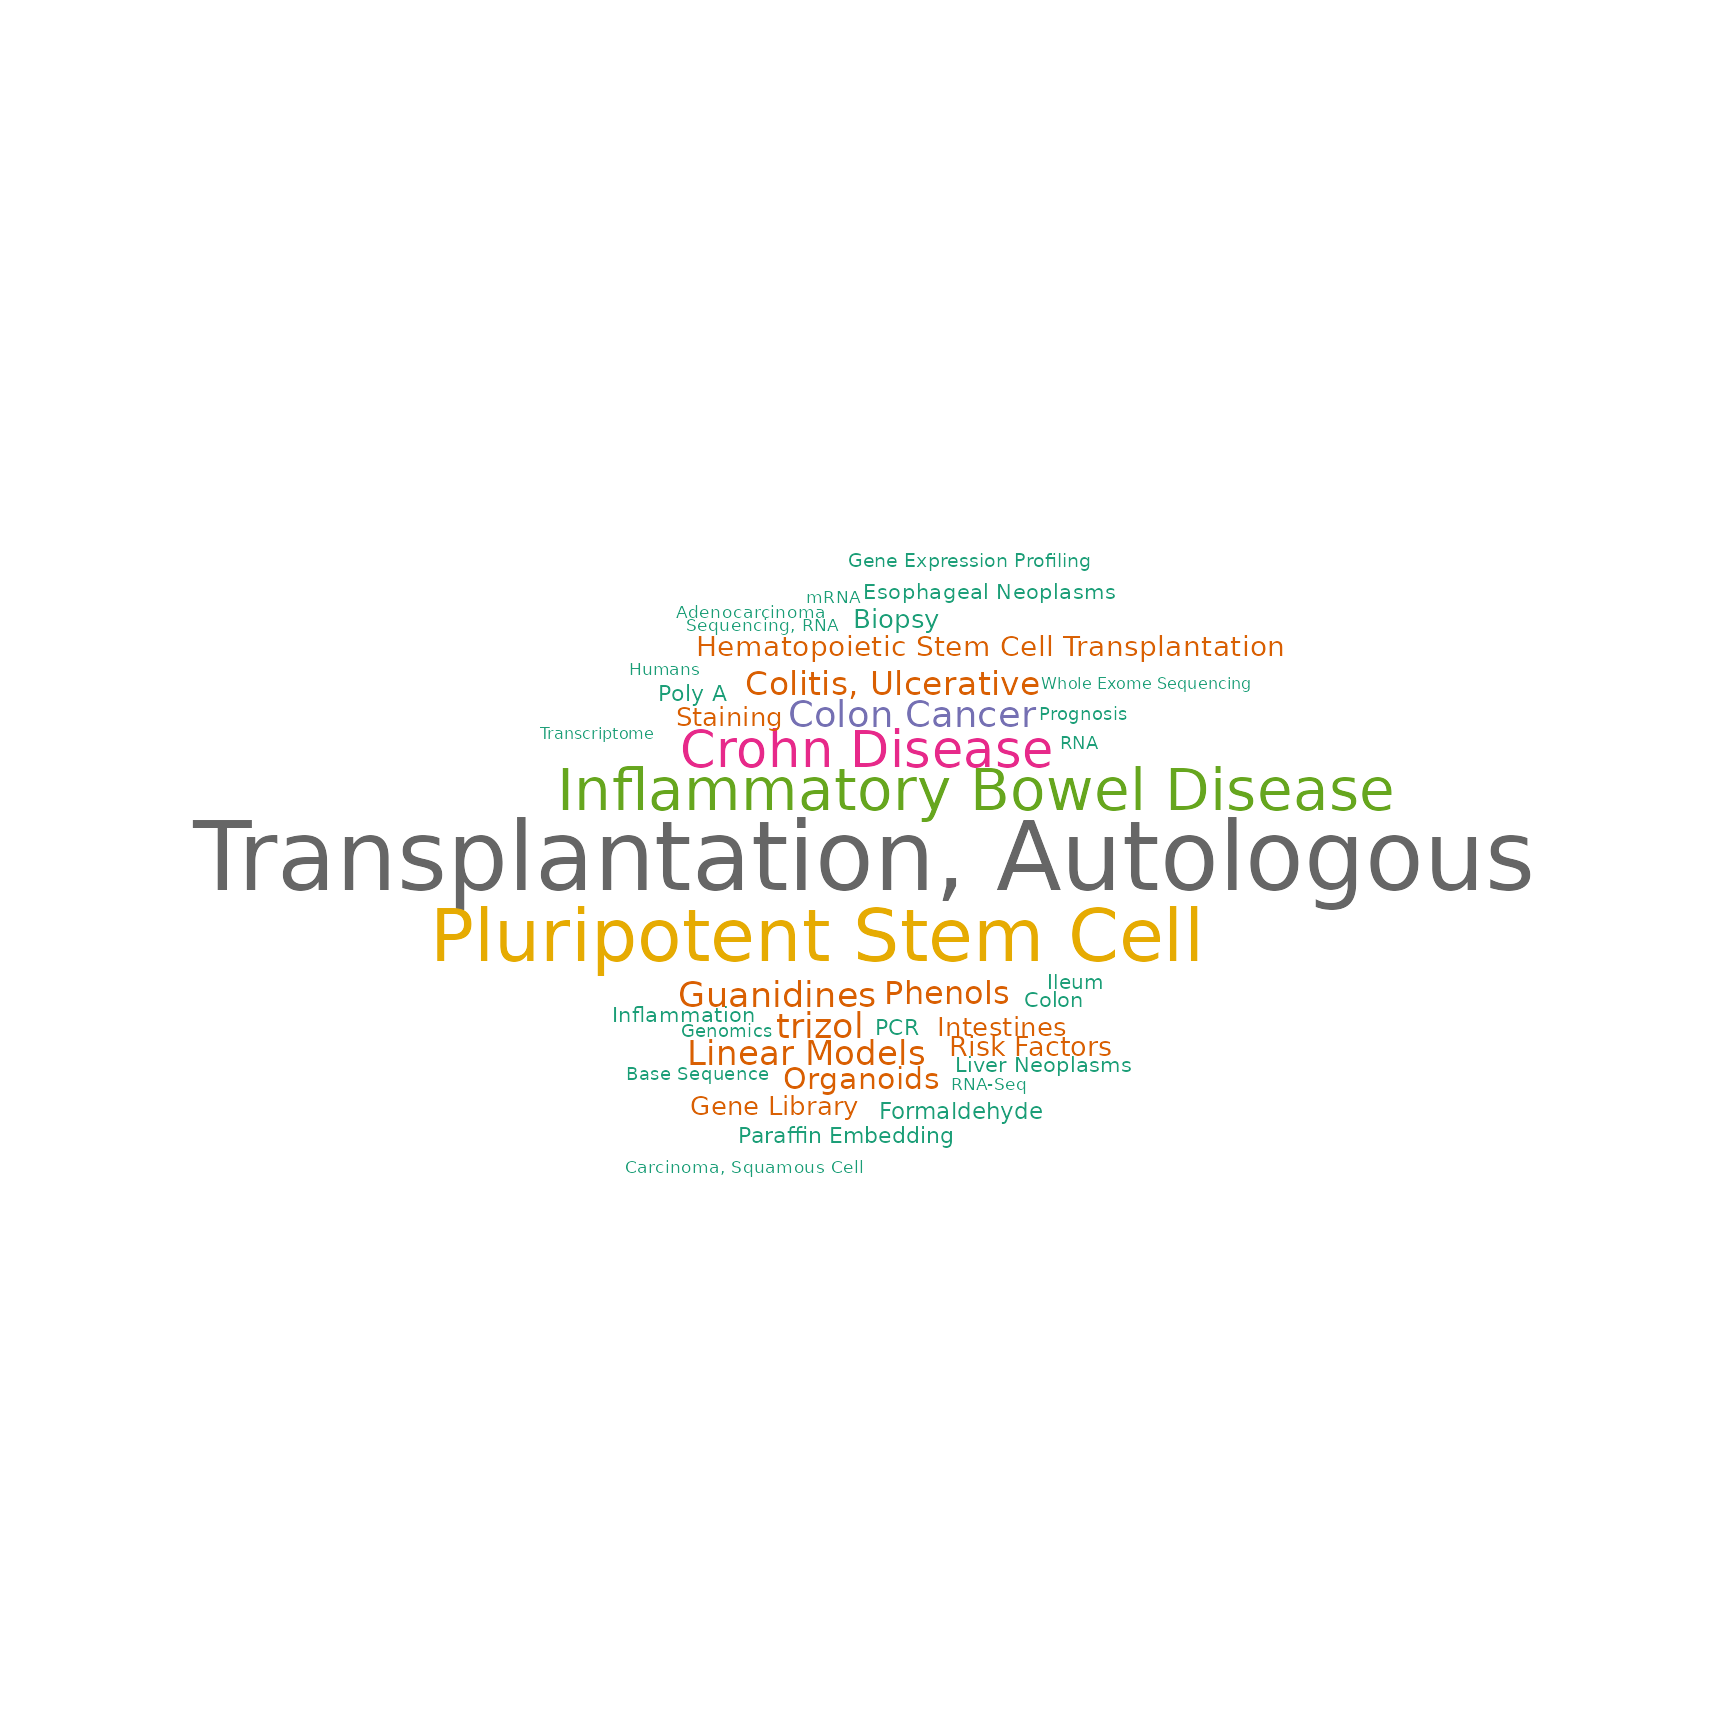 Gene Expression Profiling
mRNA Esophageal Neoplasms
Adenocarcinoma
Sequencing, RNA Biopsy
Hematopoietic Stem Cell Transplantation
Humans
Colitis, Ulcerative Whole Exome Sequencing
Poly A
Staining Colon Cancer Prognosis
Transcriptome
Crohn Disease RNA
Inflammatory Bowel Disease
Transplantation, Autologous
Pluripotent Stem Cell
Ileum
Guanidines Phenols Colon
Inflammation
Genomics trizol PCR Intestines
Linear Models Risk Factors
Liver Neoplasms
Base Sequence Organoids RNA-Seq
Gene Library Formaldehyde
Paraffin Embedding
Carcinoma, Squamous Cell